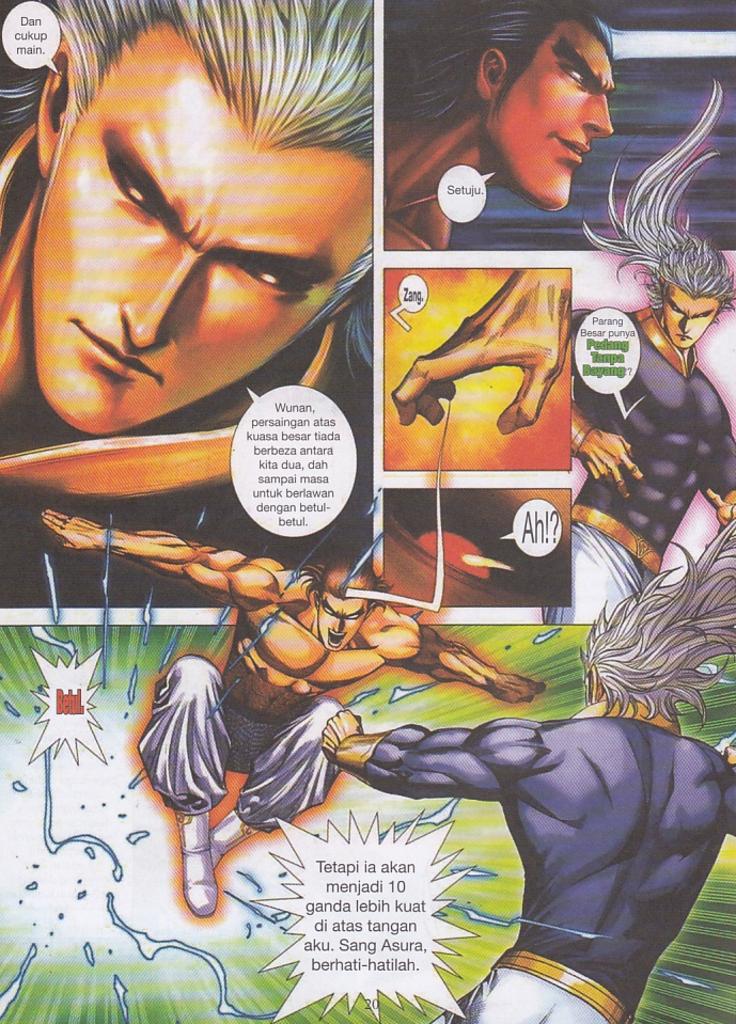 Dan
cukup
main.
Wunan,
persaingan atas
kuasa besar tiada
berbeza antara
kita dua, dah
sampai masa
untuk berlawan
dengan betul-
betul.
Setuju.
Zang.
Parang
Besar punya
Pedang
Tanpa
Bayang?
Ah!?
Betul.
Tetapi ia akan
menjadi 10
ganda lebih kuat
di atas tangan
aku. Sang Asura,
berhati-hatilah.
20